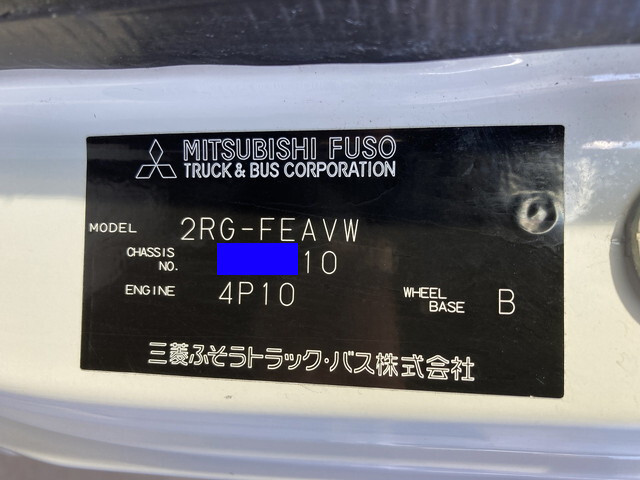 MITSUBISHI FUSO
TRUCK & BUS CORPORATION
MODEL 2RG-FEAVW
CHASSIS NO. 10
ENGINE 4P10 WHEEL BASE B
三菱ふそうトラック・バス株式会社